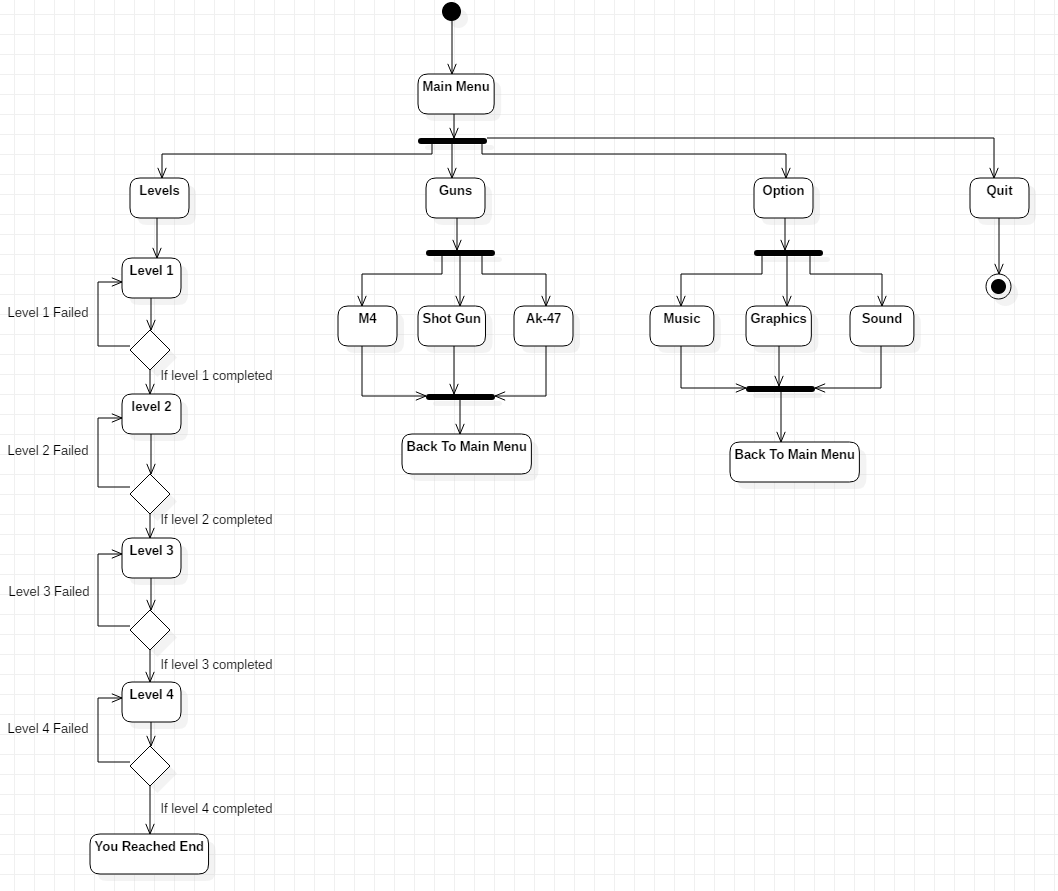 Main Menu
Levels
Guns
Option
Quit
Level 1
Level 1 Failed
M4
Shot Gun
Ak-47
Music
Graphics
Sound
If level 1 completed
level 2
Level 2 Failed
Back To Main Menu
Back To Main Menu
If level 2 completed
Level 3
Level 3 Failed
If level 3 completed
Level 4
Level 4 Failed
If level 4 completed
You Reached End